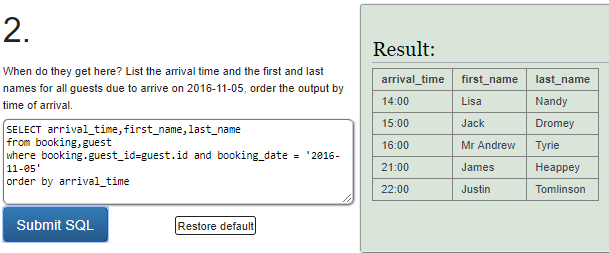 2.
When do they get here? List the arrival time and the first and last
names for all guests due to arrive on 2016-11-05, order the output by
time of arrival.
SELECT arrival_time,first_name,last_name
from booking,guest
where booking.guest_id=guest.id and booking_date = '2016-
11-05'
order by arrival_time
Submit SQL
Restore default
Result:
arrival_time first_name last_name
14:00 Lisa Nandy
15:00 Jack Dromey
16:00 Mr Andrew Tyrie
21:00 James Heappey
22:00 Justin Tomlinson